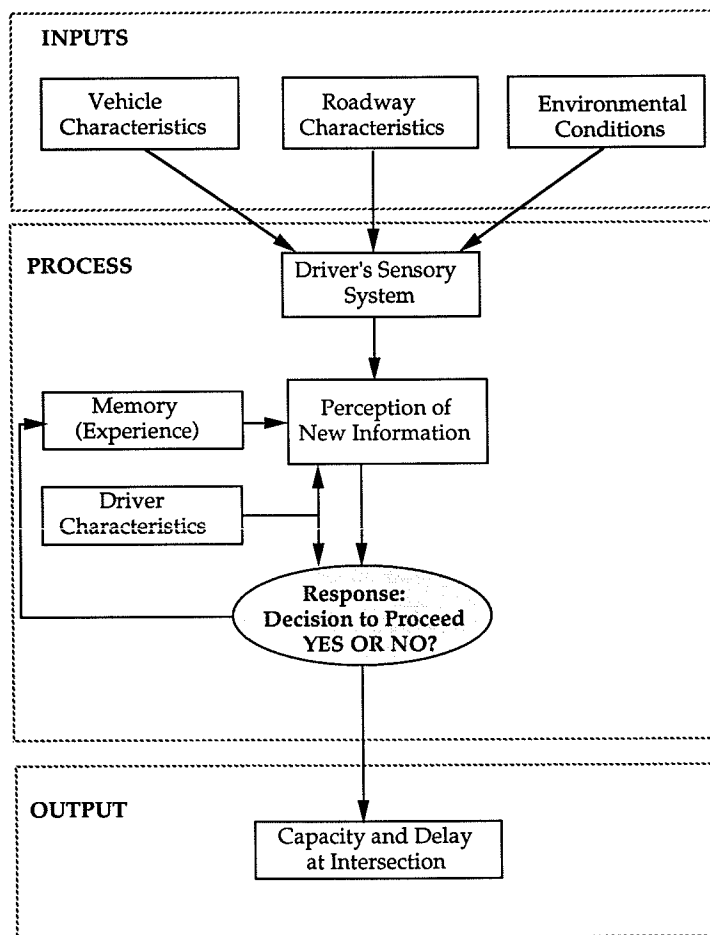 INPUTS
Vehicle
Characteristics
Roadway
Characteristics
Environmental
Conditions
PROCESS
Driver's Sensory
System
Memory
(Experience)
Perception of
New Information
Driver
Characteristics
Response:
Decision to Proceed
YES OR NO?
OUTPUT
Capacity and Delay
at Intersection